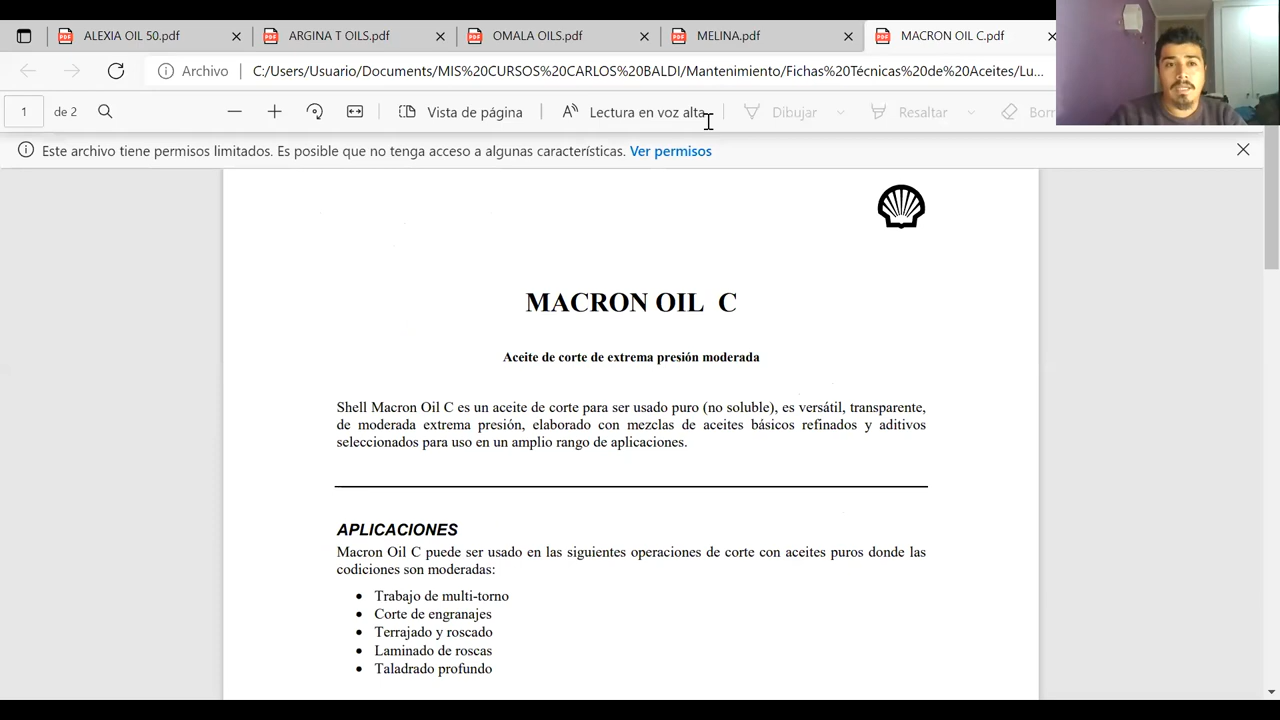 ALEXIA OIL 50.pdf
ARGINA T OILS.pdf
OMALA OILS.pdf
MELINA.pdf
MACRON OIL C.pdf
Archivo
C:/Users/Usuario/Documents/MIS%20CURSOS%20CARLOS%20BALDI/Mantenimiento/Fichas%20Técnicas%20de%20Aceites/Lu...
1 de 2
Vista de página
Lectura en voz alta
Dibujar
Resaltar
Borr
Este archivo tiene permisos limitados. Es posible que no tenga acceso a algunas características. Ver permisos
MACRON OIL C
Aceite de corte de extrema presión moderada
Shell Macron Oil C es un aceite de corte para ser usado puro (no soluble), es versátil, transparente,
de moderada extrema presión, elaborado con mezclas de aceites básicos refinados y aditivos
seleccionados para uso en un amplio rango de aplicaciones.
APLICACIONES
Macron Oil C puede ser usado en las siguientes operaciones de corte con aceites puros donde las
codiciones son moderadas:
• Trabajo de multi-torno
• Corte de engranajes
• Terrajado y roscado
• Laminado de roscas
• Taladrado profundo